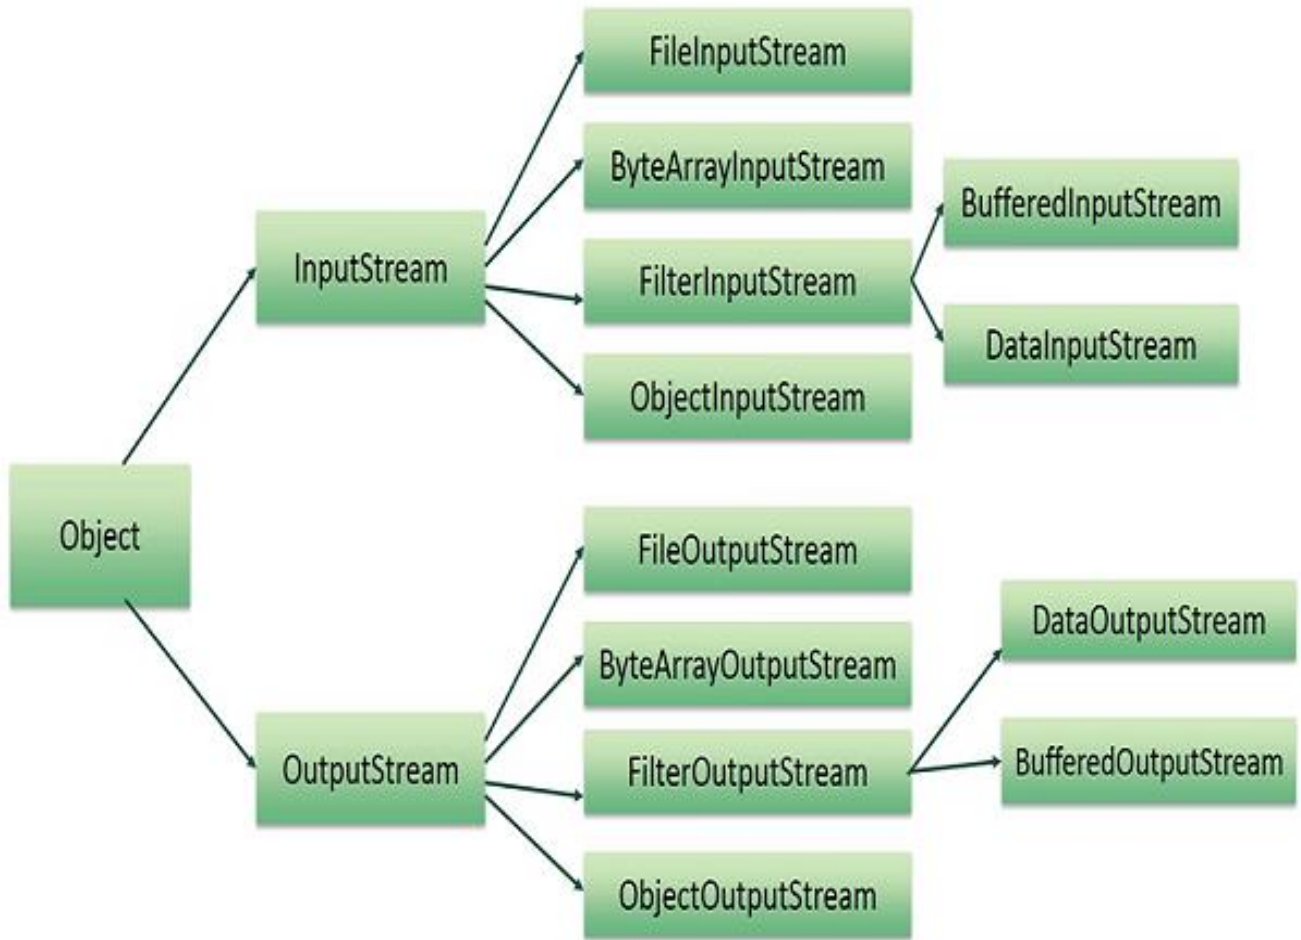 FileInputStream
ByteArrayInputStream
BufferedInputStream
InputStream
FilterInputStream
DataInputStream
ObjectInputStream
Object
FileOutputStream
DataOutputStream
ByteArrayOutputStream
OutputStream
FilterOutputStream
BufferedOutputStream
ObjectOutputStream